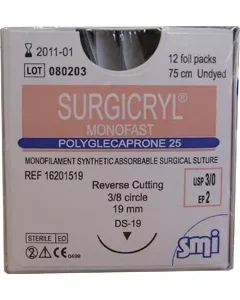 2011-01
12 foil packs
LOT 080203
75 cm Undyed
SURGICRYL®
MONOFAST
POLYGLECAPRONE 25
MONOFILAMENT SYNTHETIC ABSORBABLE SURGICAL SUTURE
REF 16201519
Reverse Cutting
3/8 circle
19 mm
DS-19
USP 3/0
EP 2
STERILE EO
smi